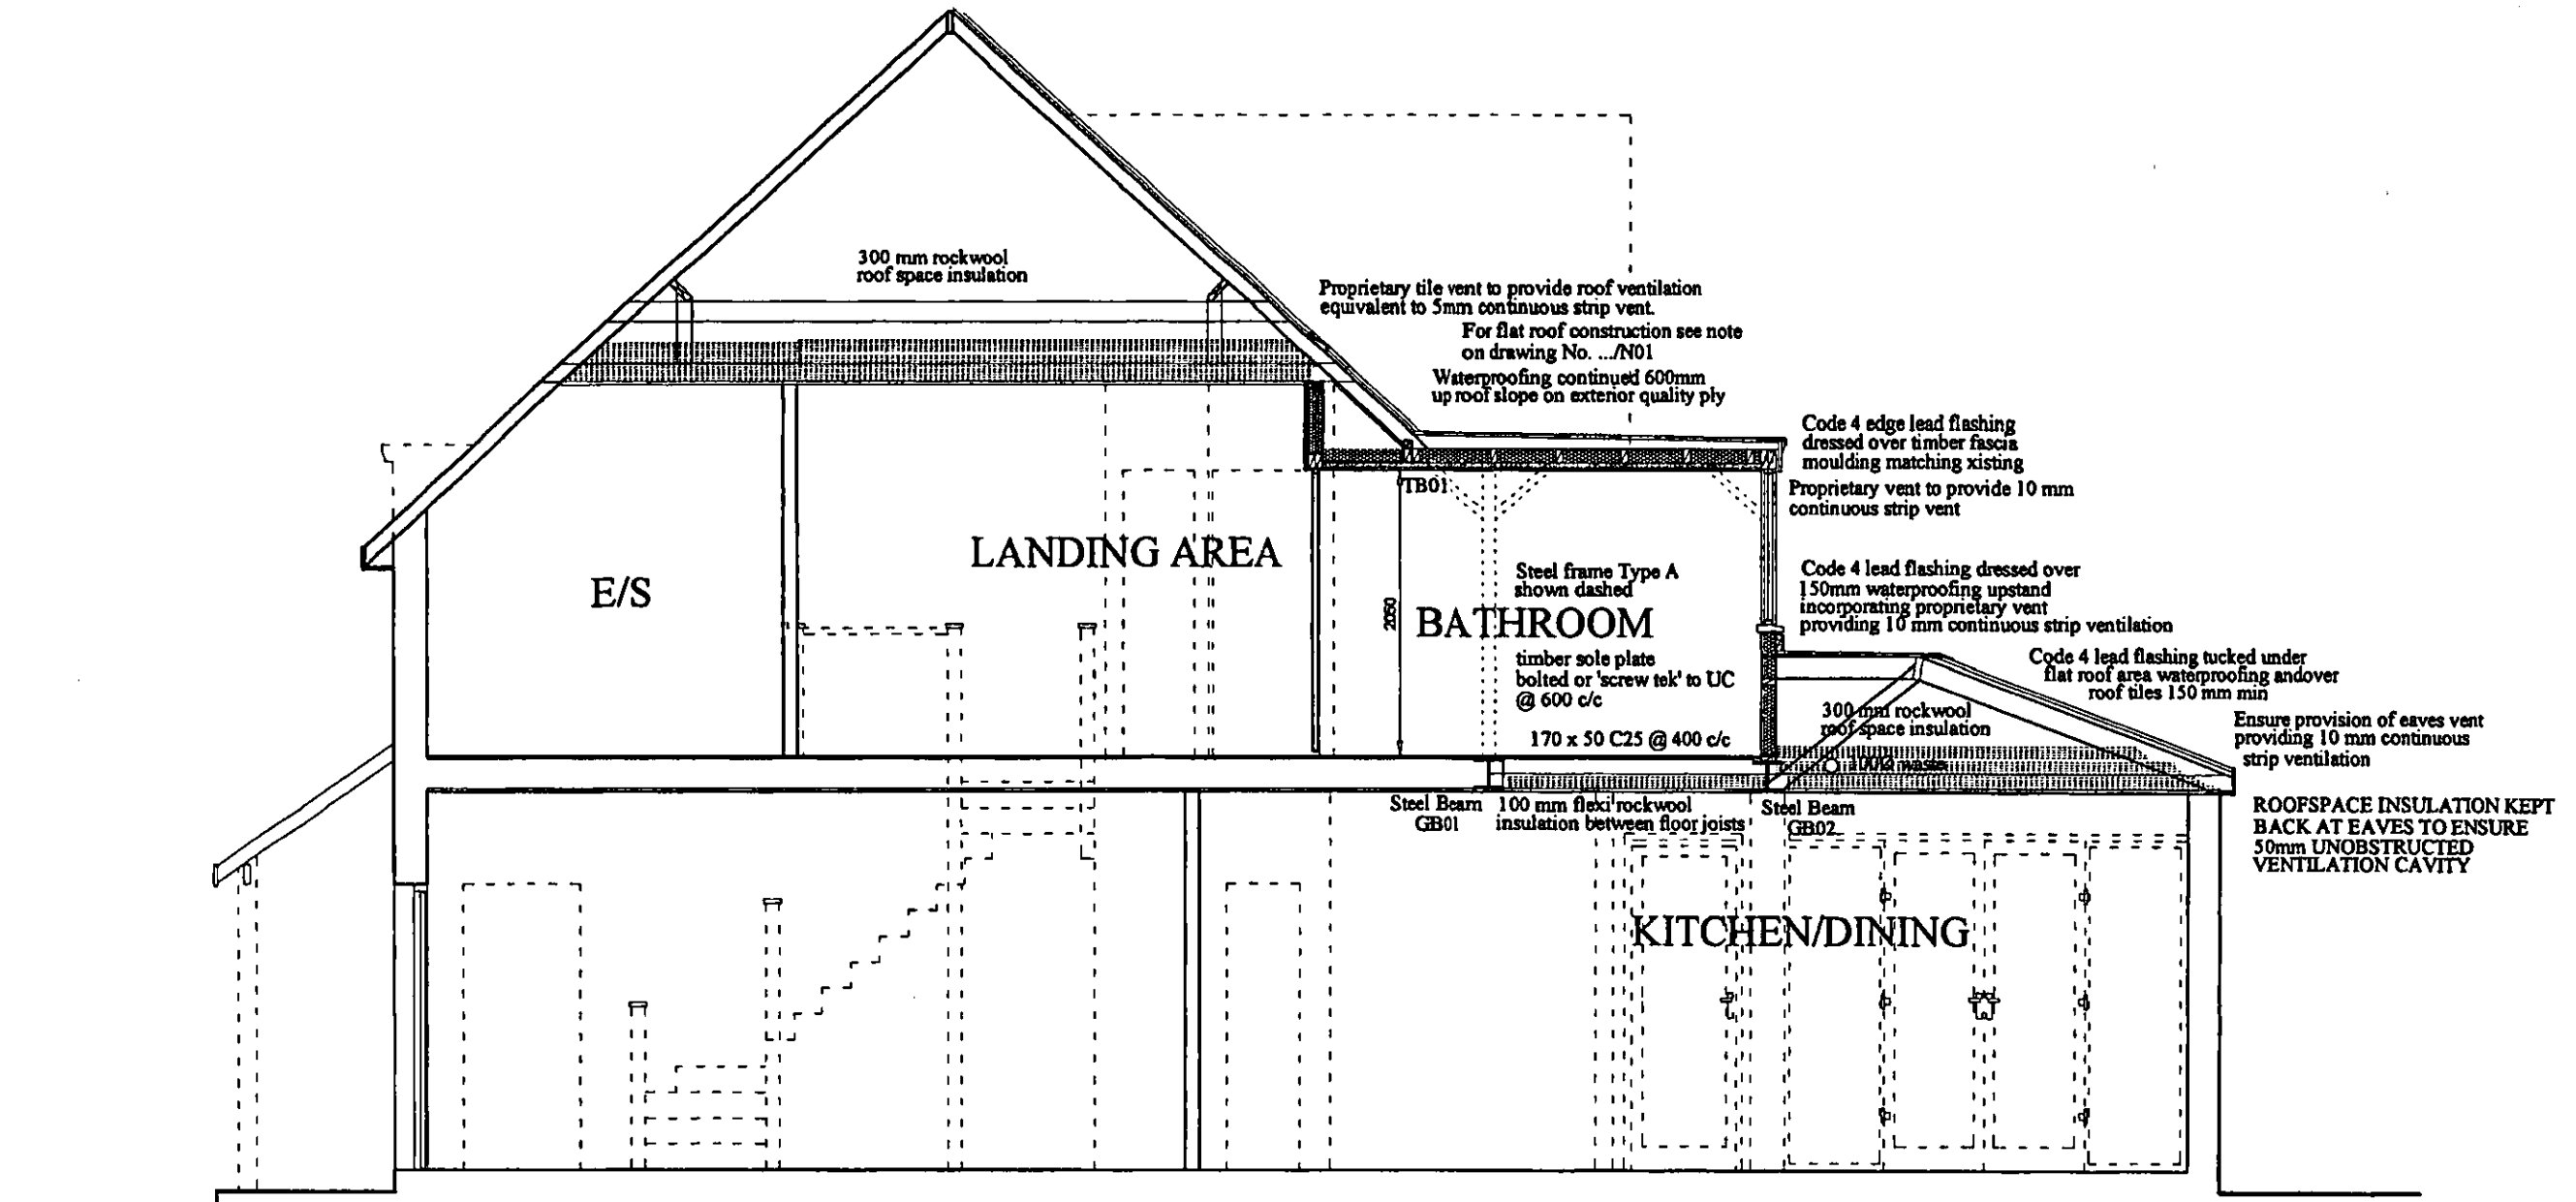 300 mm rockwool
roof space insulation
Proprietary tile vent to provide roof ventilation
equivalent to 5mm continuous strip vent.
For flat roof construction see note
on drawing No. .../N01
Waterproofing continued 600mm
up roof slope on exterior quality ply
Code 4 edge lead flashing
dressed over timber fascia
moulding matching xisting
Proprietary vent to provide 10 mm
continuous strip vent
TB01
LANDING AREA
E/S
2050
Steel frame Type A
shown dashed
BATHROOM
timber sole plate
bolted or 'screw tek' to UC
@ 600 c/c
170 x 50 C25 @ 400 c/c
Code 4 lead flashing dressed over
150mm waterproofing upstand
incorporating proprietary vent
providing 10 mm continuous strip ventilation
Code 4 lead flashing tucked under
flat roof area waterproofing andover
roof tiles 150 mm min
300 mm rockwool
roof space insulation
waste
Ensure provision of eaves vent
providing 10 mm continuous
strip ventilation
Steel Beam
GB01
100 mm flexi rockwool
insulation between floor joists
Steel Beam
GB02
ROOFSPACE INSULATION KEPT
BACK AT EAVES TO ENSURE
50mm UNOBSTRUCTED
VENTILATION CAVITY
KITCHEN/DINING